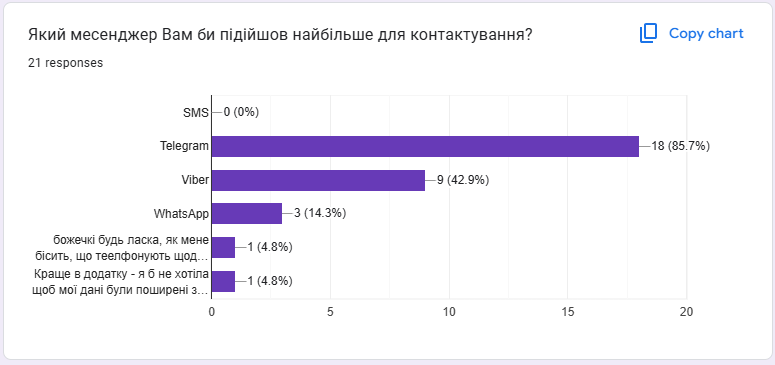 Який месенджер Вам би підійшов найбільше для контактування?
Copy chart
21 responses
SMS
0 (0%)
Telegram
18 (85.7%)
Viber
9 (42.9%)
WhatsApp
3 (14.3%)
божечкі будь ласка, як мене
бісить, що теелфонують щод…
1 (4.8%)
Краще в додатку - я б не хотіла
щоб мої дані були поширені з…
1 (4.8%)
0
5
10
15
20